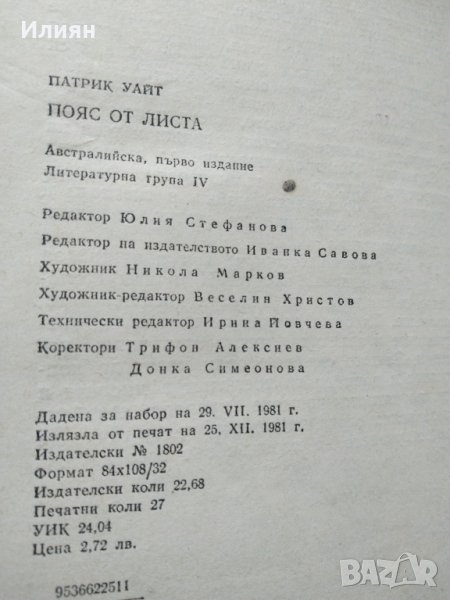 Илиян
ПАТРИК УАЙТ
ПОЯС ОТ ЛИСТА
Австралийска, първо издание
Литературна група IV
Редактор Юлия Стефанова
Редактор на издателството Иванка Савова
Художник Никола Марков
Художник-редактор Веселин Христов
Технически редактор Ирина Йовчева
Коректори Трифон Алексиев
Донка Симеонова
Дадена за набор на 29. VII. 1981 г.
Излязла от печат на 25. XII. 1981 г.
Издателски № 1802
Формат 84x108/32
Издателски коли 22,68
Печатни коли 27
УИК 24,04
Цена 2,72 лв.
9536622511
BAZAR